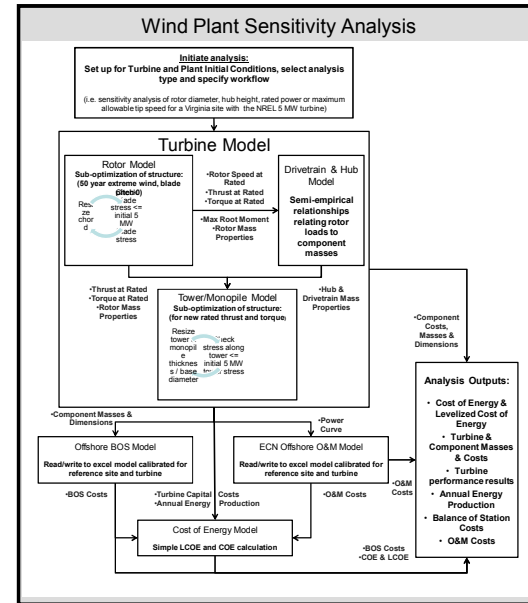 Wind Plant Sensitivity Analysis
Initiate analysis:
Set up for Turbine and Plant Initial Conditions, select analysis
type and specify workflow
(i.e. sensitivity analysis of rotor diameter, hub height, rated power or maximum
allowable tip speed for a Virginia site with the NREL 5 MW turbine)
Turbine Model
Rotor Model
Sub-optimization of structure:
(50 year extreme wind, blade
pitch 0)
Resi
ze
chor
d
stress <=
initial 5
MW
stress
•Rotor Speed at
Rated
•Thrust at Rated
•Torque at Rated
•Max Root Moment
•Rotor Mass
Properties
Drivetrain & Hub
Model
Semi-empirical
relationships
relating rotor
loads to
component
masses
•Thrust at Rated
•Torque at Rated
•Rotor Mass
Properties
•Hub &
Drivetrain Mass
Properties
Tower/Monopile Model
Sub-optimization of structure:
(for new rated thrust and torque)
Resize
tower /
monopil
e
thicknes
s / base
diameter
stress along
tower <=
initial 5 MW
stress
•Component
Costs,
Masses &
Dimensions
•Component Masses &
Dimensions
•Power
Curve
Offshore BOS Model
Read/write to excel model calibrated for
reference site and turbine
ECN Offshore O&M Model
Read/write to excel model calibrated for
reference site and turbine
•BOS Costs
•Turbine Capital Costs
•Annual Energy Production
•O&M Costs
•O&M
Costs
Cost of Energy Model
Simple LCOE and COE calculation
•BOS Costs
•COE & LCOE
Analysis Outputs:
• Cost of Energy &
Levelized Cost of
Energy
• Turbine &
Component Masses
& Costs
• Turbine
performance results
• Annual Energy
Production
• Balance of Station
Costs
• O&M Costs